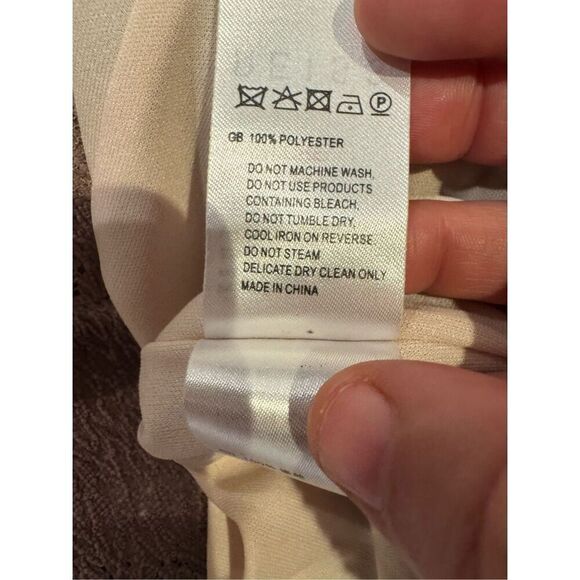 P
GB 100% POLYESTER
DO NOT MACHINE WASH,
DO NOT USE PRODUCTS
CONTAINING BLEACH,
DO NOT TUMBLE DRY,
COOL IRON ON REVERSE,
DO NOT STEAM
DELICATE DRY CLEAN ONLY
MADE IN CHINA